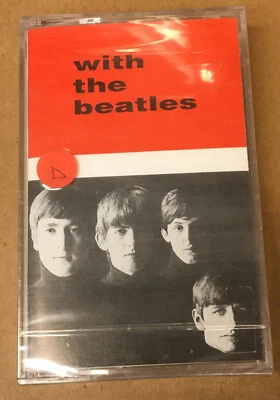 with
the
beatles
D